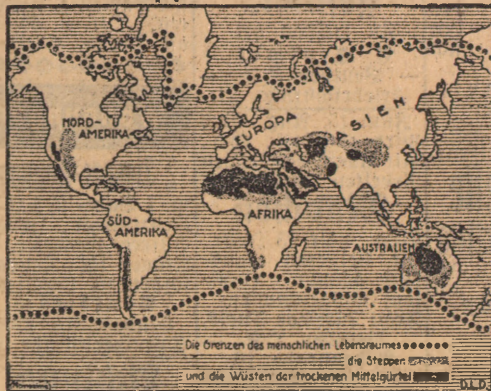 NORD-
AMERIKA
EUROPA
ASIEN
AFRIKA
SÜD-
AMERIKA
AUSTRALIEN
Die Grenzen des menschlichen Lebensraumes
die Steppen
und die Wüsten der trockenen Mittelgürtel
D.L.D.